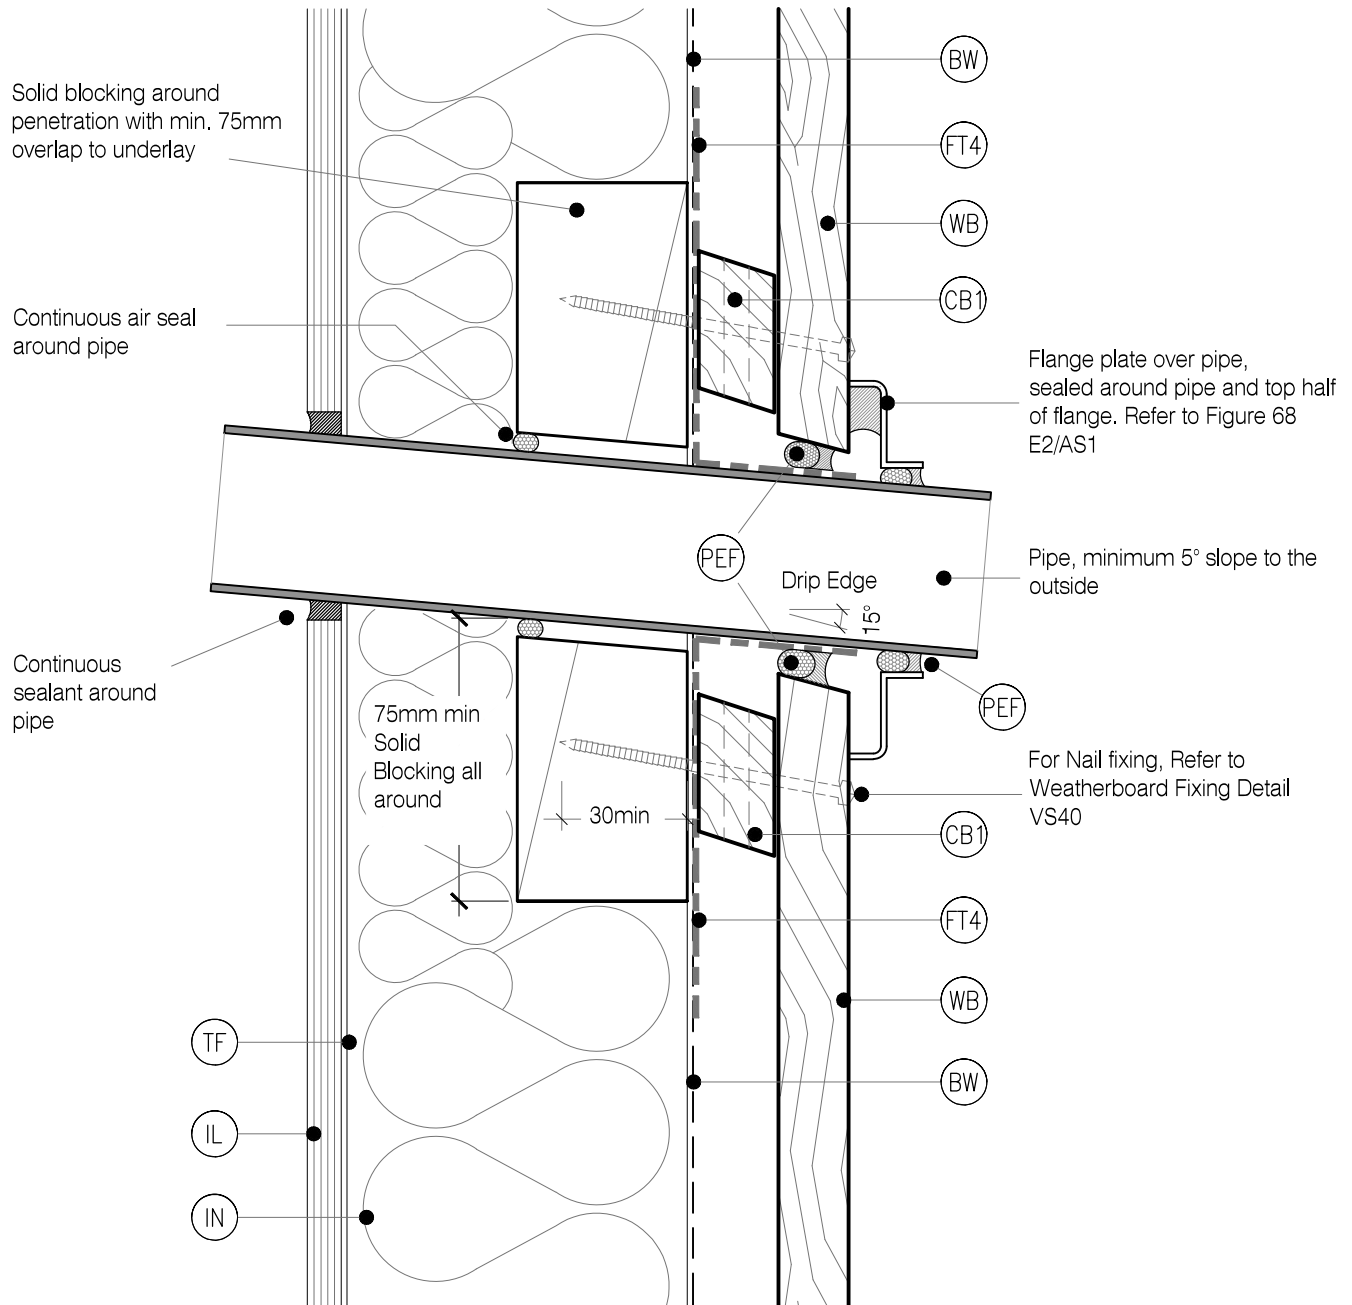 Solid blocking around
penetration with min. 75mm
overlap to underlay
Continuous air seal
around pipe
Continuous
sealant around
pipe
75mm min
Solid
Blocking all
around
30min
TF
IL
IN
PEF
Drip Edge
15°
BW
FT4
WB
CB1
Flange plate over pipe,
sealed around pipe and top half
of flange. Refer to Figure 68
E2/AS1
Pipe, minimum 5° slope to the
outside
PEF
For Nail fixing, Refer to
Weatherboard Fixing Detail
VS40
CB1
FT4
WB
BW